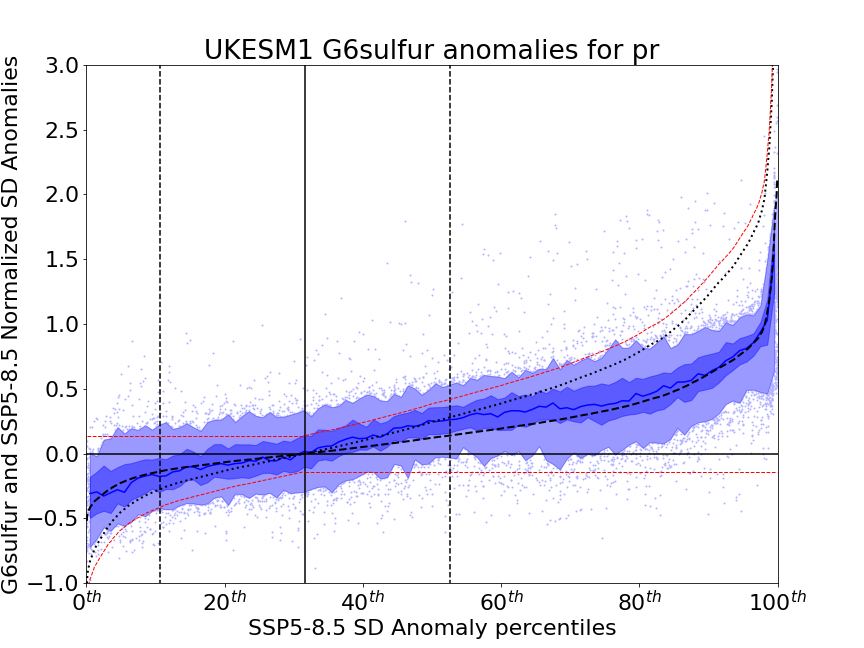 UKESM1 G6sulfur anomalies for pr
G6sulfur and SSP5-8.5 Normalized SD Anomalies
3.0
2.5
2.0
1.5
1.0
0.5
0.0
−0.5
−1.0
0th 20th 40th 60th 80th 100th
SSP5-8.5 SD Anomaly percentiles